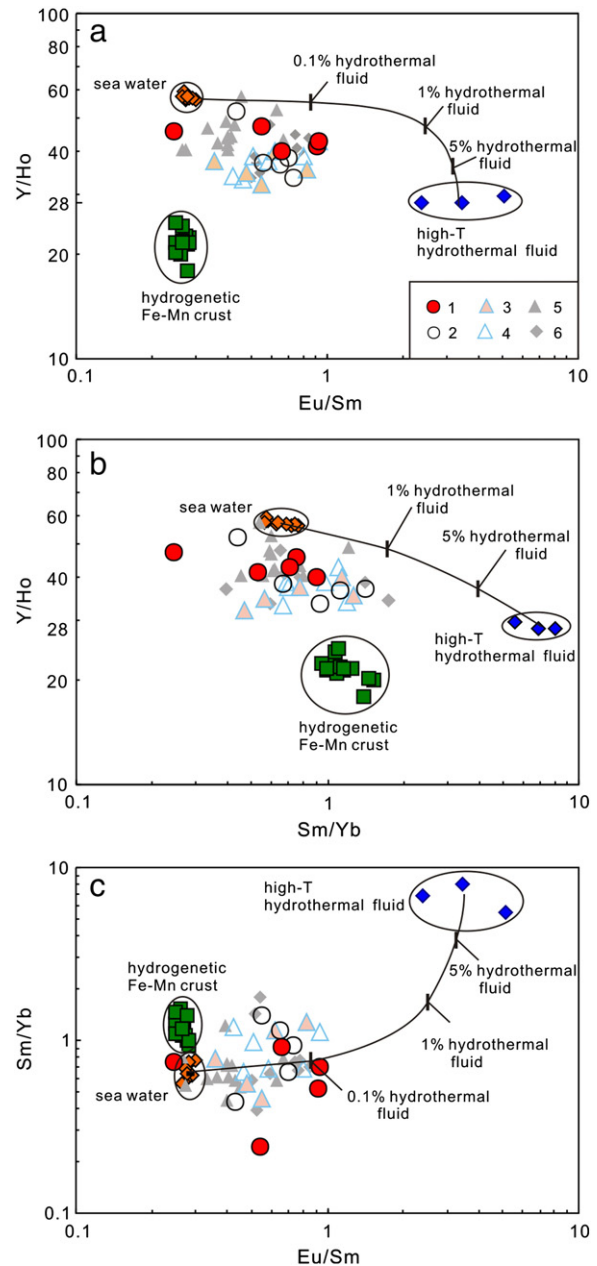 a
100
80
60
40
28
20
10
Y/Ho
0.1
1
10
Eu/Sm
sea water
0.1% hydrothermal
fluid
1% hydrothermal
fluid
5% hydrothermal
fluid
high-T
hydrothermal fluid
hydrogenetic
Fe-Mn crust
1 3 5
2 4 6
b
100
80
60
40
28
20
10
Y/Ho
0.1
1
10
Sm/Yb
sea water
1% hydrothermal
fluid
5% hydrothermal
fluid
high-T
hydrothermal fluid
hydrogenetic
Fe-Mn crust
c
10
1
0.1
Sm/Yb
0.1
1
10
Eu/Sm
high-T
hydrothermal fluid
hydrogenetic
Fe-Mn crust
5% hydrothermal
fluid
1% hydrothermal
fluid
sea water
0.1% hydrothermal
fluid